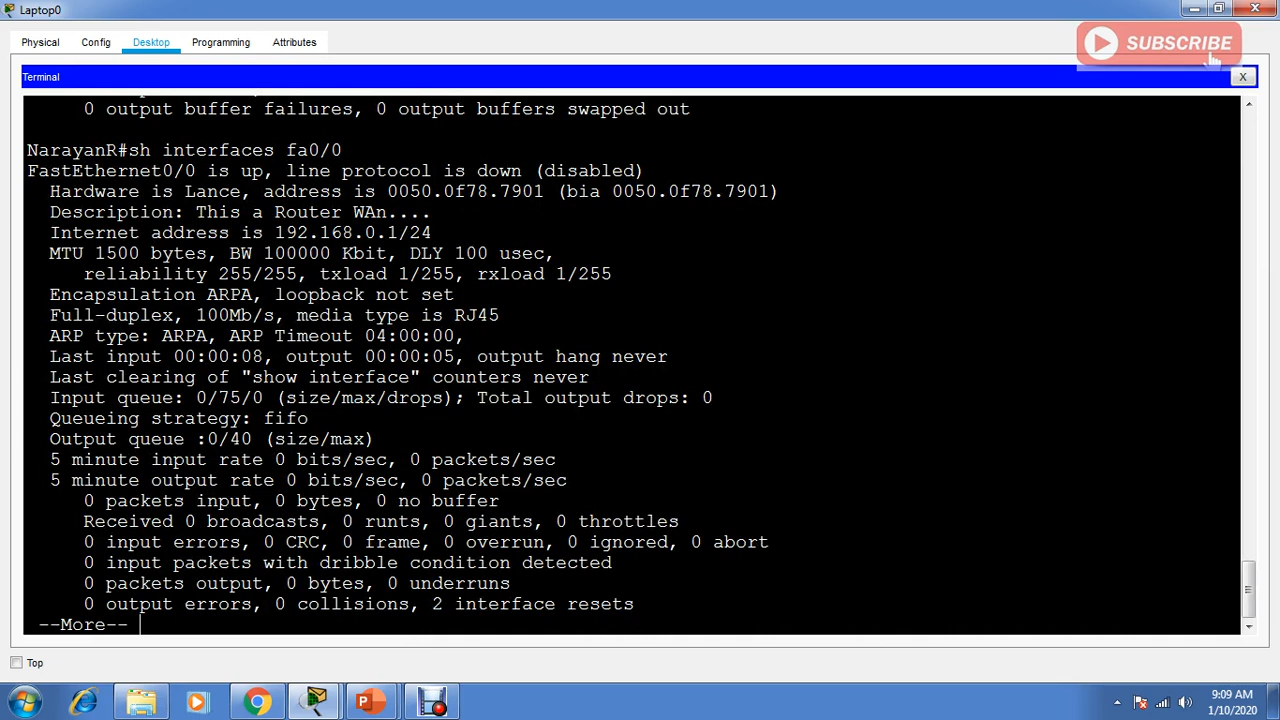 Laptop0
Physical Config Desktop Programming Attributes
SUBSCRIBE
Terminal
X
0 output buffer failures, 0 output buffers swapped out
NarayanR#sh interfaces fa0/0
FastEthernet0/0 is up, line protocol is down (disabled)
Hardware is Lance, address is 0050.0f78.7901 (bia 0050.0f78.7901)
Description: This a Router WAn....
Internet address is 192.168.0.1/24
MTU 1500 bytes, BW 100000 Kbit, DLY 100 usec,
reliability 255/255, txload 1/255, rxload 1/255
Encapsulation ARPA, loopback not set
Full-duplex, 100Mb/s, media type is RJ45
ARP type: ARPA, ARP Timeout 04:00:00,
Last input 00:00:08, output 00:00:05, output hang never
Last clearing of "show interface" counters never
Input queue: 0/75/0 (size/max/drops); Total output drops: 0
Queueing strategy: fifo
Output queue :0/40 (size/max)
5 minute input rate 0 bits/sec, 0 packets/sec
5 minute output rate 0 bits/sec, 0 packets/sec
0 packets input, 0 bytes, 0 no buffer
Received 0 broadcasts, 0 runts, 0 giants, 0 throttles
0 input errors, 0 CRC, 0 frame, 0 overrun, 0 ignored, 0 abort
0 input packets with dribble condition detected
0 packets output, 0 bytes, 0 underruns
0 output errors, 0 collisions, 2 interface resets
--More--
Top
9:09 AM
1/10/2020